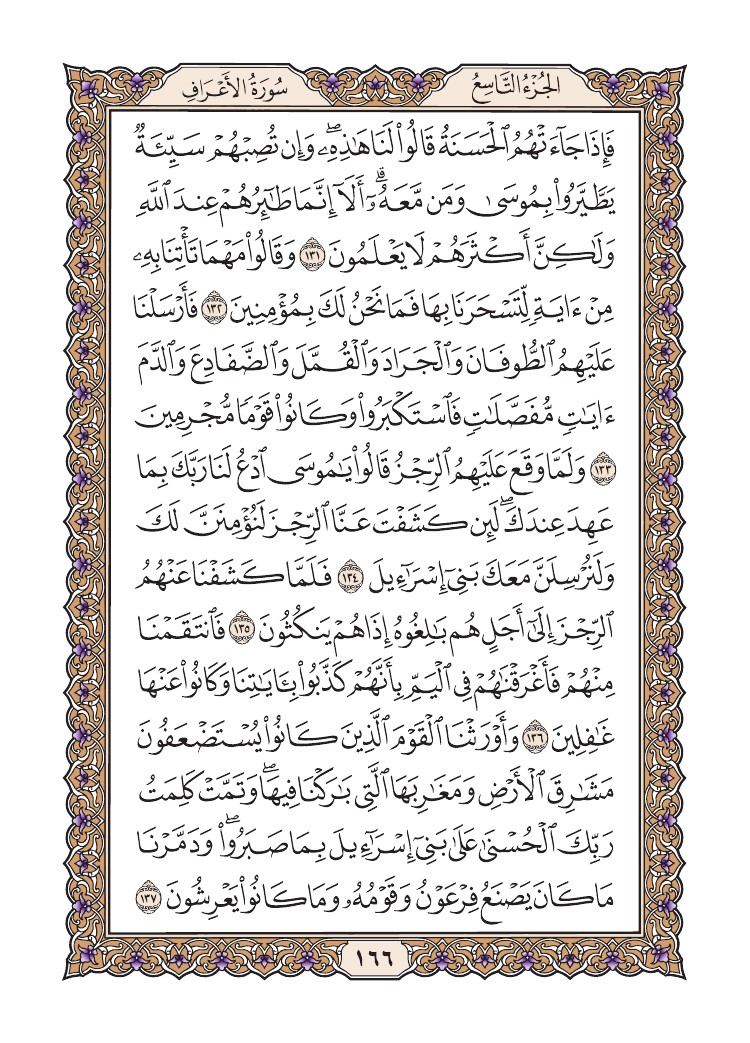 الجُزْءُ التَّاسِعُ
سُورَةُ الأَعْرَافِ
فَإِذَا جَآءَتْهُمُ ٱلْحَسَنَةُ قَالُوا۟ لَنَا هَٰذِهِۦ ۖ وَإِن تُصِبْهُمْ سَيِّئَةٌ
يَطَّيَّرُوا۟ بِمُوسَىٰ وَمَن مَّعَهُۥٓ ۗ أَلَآ إِنَّمَا طَٰٓئِرُهُمْ عِندَ ٱللَّهِ
وَلَٰكِنَّ أَكْثَرَهُمْ لَا يَعْلَمُونَ ١٣١ وَقَالُوا۟ مَهْمَا تَأْتِنَا بِهِۦ
مِنْ ءَايَةٍ لِّتَسْحَرَنَا بِهَا فَمَا نَحْنُ لَكَ بِمُؤْمِنِينَ ١٣٢ فَأَرْسَلْنَا
عَلَيْهِمُ ٱلطُّوفَانَ وَٱلْجَرَادَ وَٱلْقُمَّلَ وَٱلضَّفَادِعَ وَٱلدَّمَ
ءَايَٰتٍ مُّفَصَّلَٰتٍ فَٱسْتَكْبَرُوا۟ وَكَانُوا۟ قَوْمًا مُّجْرِمِينَ
١٣٣ وَلَمَّا وَقَعَ عَلَيْهِمُ ٱلرِّجْزُ قَالُوا۟ يَٰمُوسَى ٱدْعُ لَنَا رَبَّكَ بِمَا
عَهِدَ عِندَكَ ۖ لَئِن كَشَفْتَ عَنَّا ٱلرِّجْزَ لَنُؤْمِنَنَّ لَكَ
وَلَنُرْسِلَنَّ مَعَكَ بَنِىٓ إِسْرَٰٓءِيلَ ١٣٤ فَلَمَّا كَشَفْنَا عَنْهُمُ
ٱلرِّجْزَ إِلَىٰٓ أَجَلٍ هُم بَٰلِغُوهُ إِذَا هُمْ يَنكُثُونَ ١٣٥ فَٱنتَقَمْنَا
مِنْهُمْ فَأَغْرَقْنَٰهُمْ فِى ٱلْيَمِّ بِأَنَّهُمْ كَذَّبُوا۟ بِـَٔايَٰتِنَا وَكَانُوا۟ عَنْهَا
غَٰفِلِينَ ١٣٦ وَأَوْرَثْنَا ٱلْقَوْمَ ٱلَّذِينَ كَانُوا۟ يُسْتَضْعَفُونَ
مَشَٰرِقَ ٱلْأَرْضِ وَمَغَٰرِبَهَا ٱلَّتِى بَٰرَكْنَا فِيهَا ۖ وَتَمَّتْ كَلِمَتُ
رَبِّكَ ٱلْحُسْنَىٰ عَلَىٰ بَنِىٓ إِسْرَٰٓءِيلَ بِمَا صَبَرُوا۟ ۖ وَدَمَّرْنَا
مَا كَانَ يَصْنَعُ فِرْعَوْنُ وَقَوْمُهُۥ وَمَا كَانُوا۟ يَعْرِشُونَ ١٣٧
١٦٦